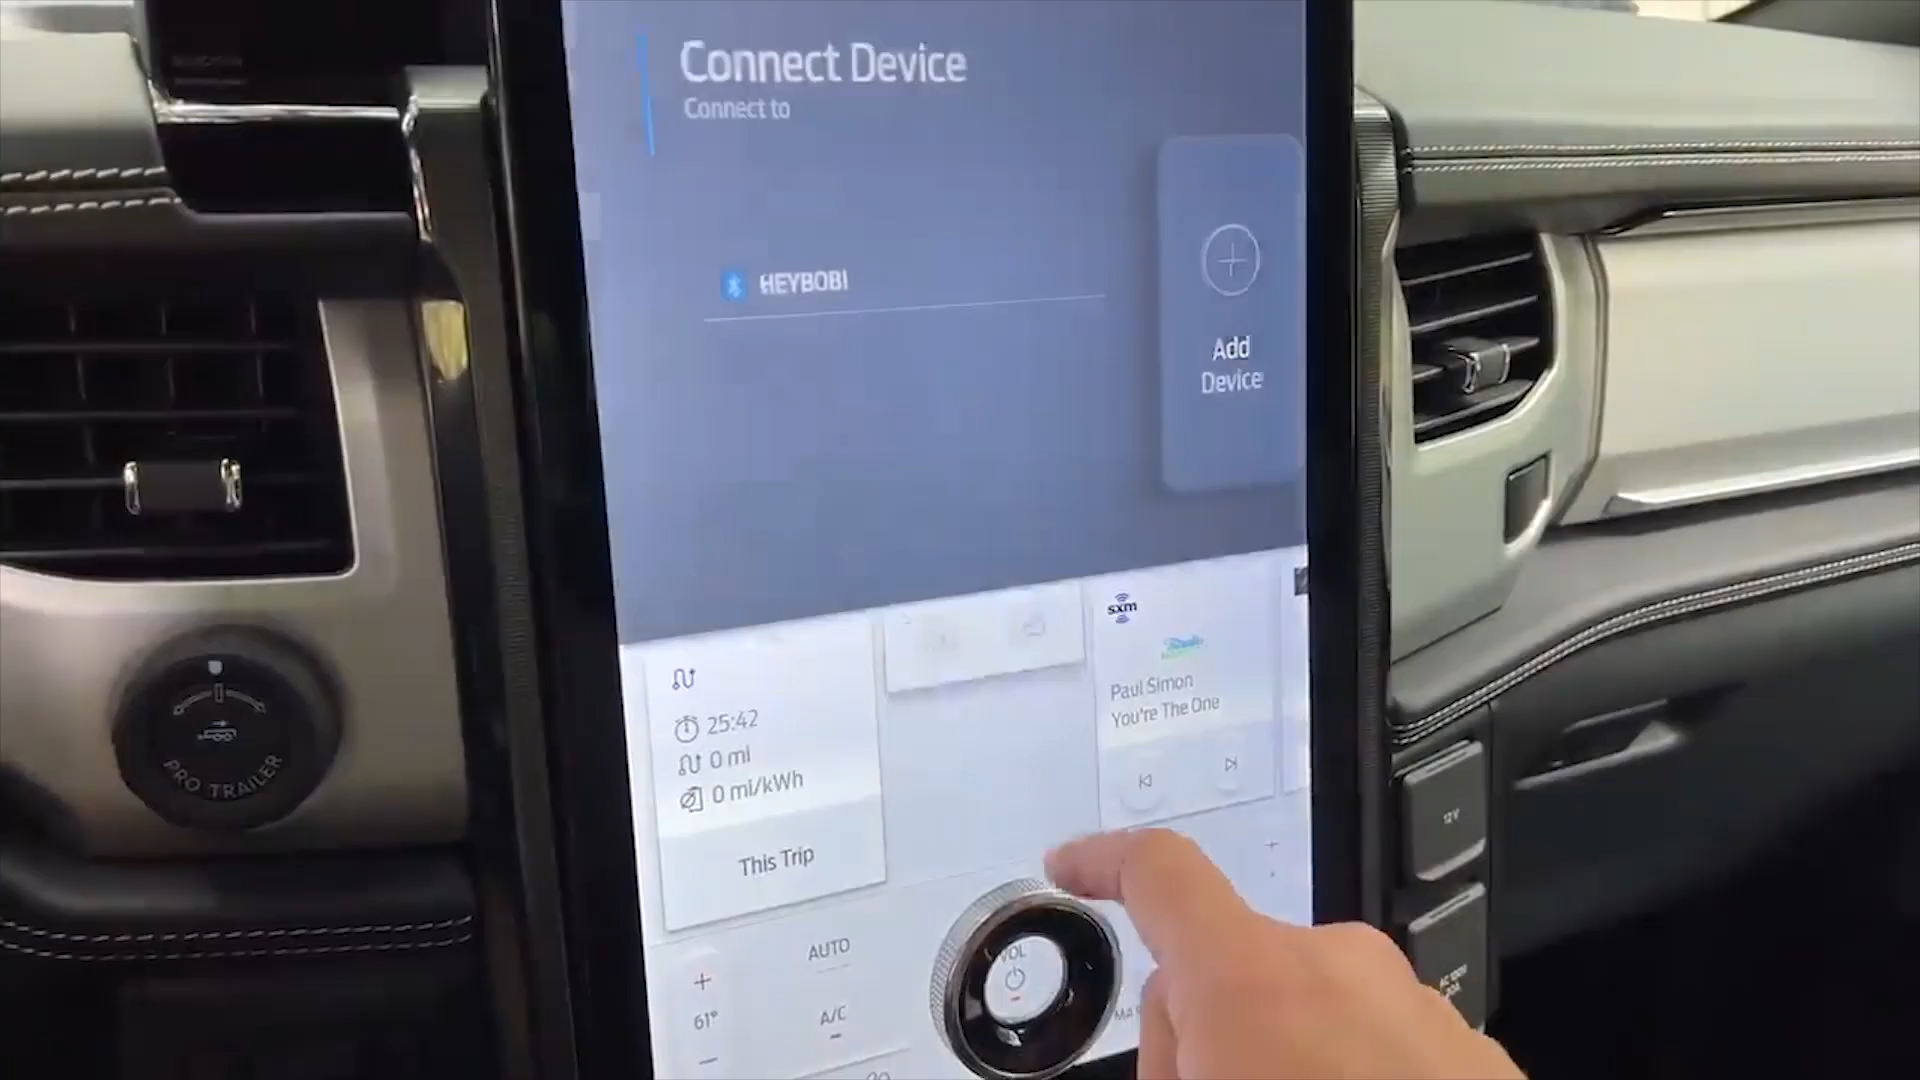 Connect Device
Connect to
HEYBOBI
Add
Device
sxm
Paul Simon
You're The One
25:42
0 mi
0 mi/kWh
This Trip
PRO TRAILER
AUTO
+
61°
−
A/C
VOL
12V